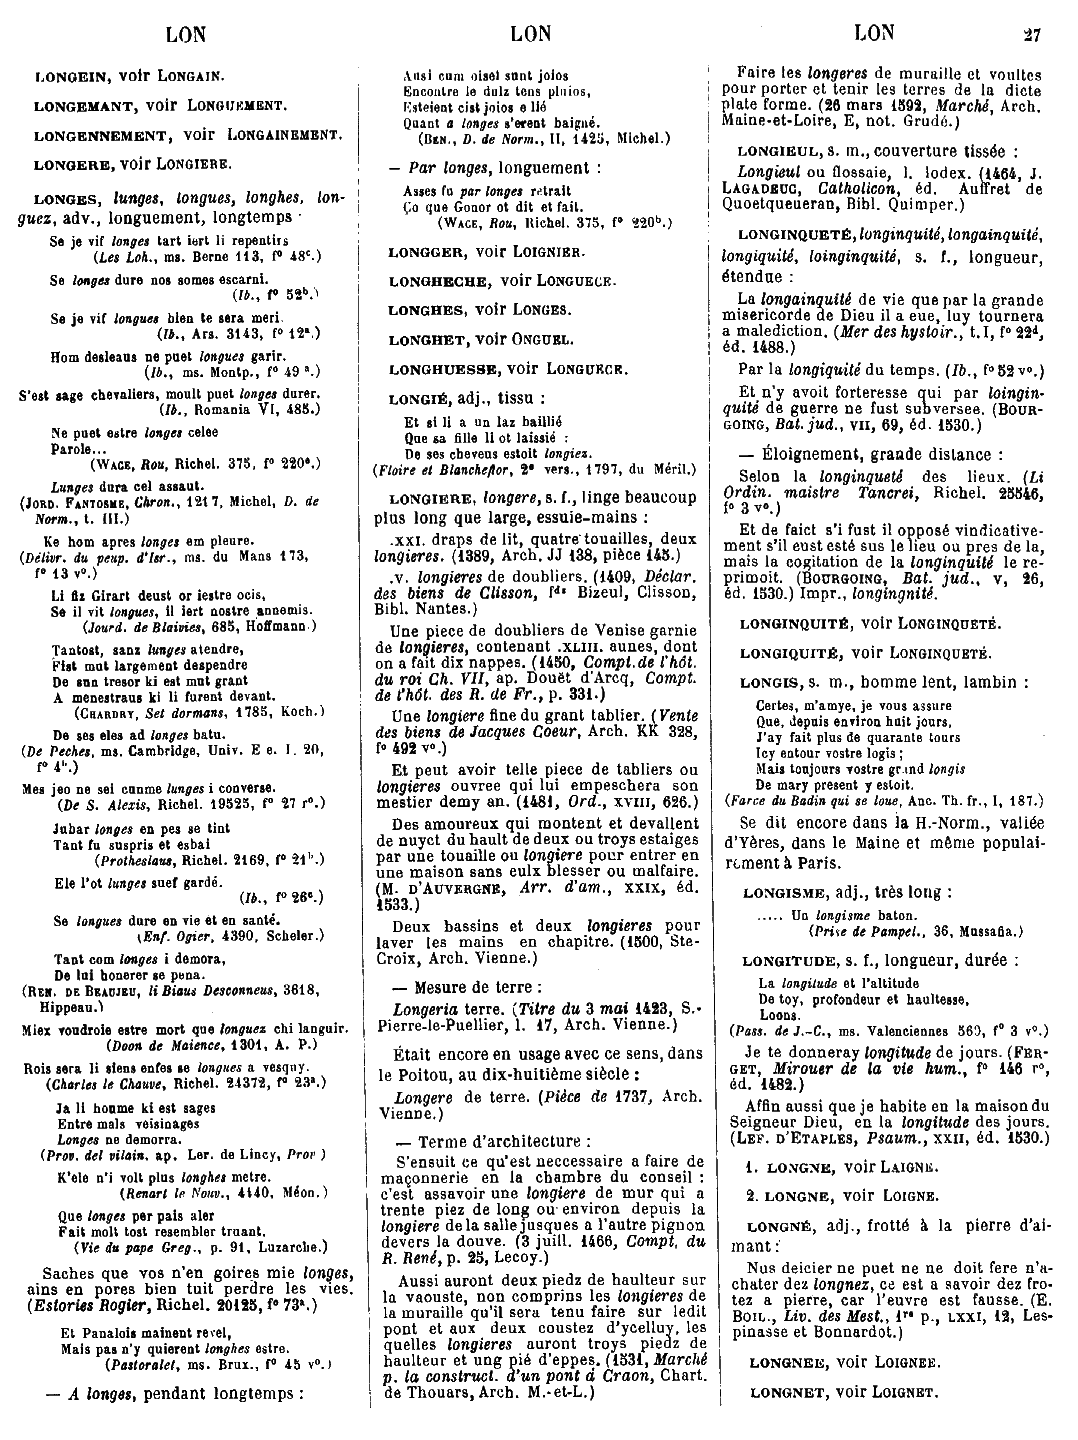 LON
LON
LON
27
LONGEIN, voir LONGAIN.
LONGEMANT, voir LONGUEMENT.
LONGENNEMENT, voir LONGAINEMENT.
LONGERE, voir LONGIERE.
LONGES, lunges, longues, longhes, lon-
guez, adv., longuement, longtemps
Se je vif longes tart iert li repentirs
(Les Loh., ms. Berne 113, f° 48c.)
Se longes dure nos somes escarni.
(Ib., f° 52b.)
Se je vif longues bien te sera meri.
(Ib., Ars. 3143, f° 12a.)
Hom desleaus ne puet longues garir.
(Ib., ms. Montp., f° 49 a.)
S'est sage chevaliers, moult puet longes durer.
(Ib., Romania VI, 485.)
Ne puet estre longes celee
Parole...
(WACE, Rou, Richel. 375, f° 220a.)
Lunges dura cel assaut.
(JORD. FANTOSME, Chron., 1217, Michel, D. de
Norm., t. III.)
Ke hom apres longes em pleure.
(Délivr. du peup. d'Isr., ms. du Mans 173,
f° 13 v°.)
Li fiz Girart deust or iestre ocis,
Se il vit longues, il iert nostre annemis.
(Jourd. de Blaivies, 685, Hoffmann.)
Tantost, sanz longues atendre,
Fist mut largement despendre
De sun tresor ki est mut grant
A menestraus ki li furent devant.
(CHARDRY, Set dormans, 1785, Koch.)
De ses eles ad longes batu.
(De Peches, ms. Cambridge, Univ. E e. I. 20,
f° 4b.)
Mes jeo ne sei cunme lunges i converse.
(De S. Alexis, Richel. 19525, f° 27 r°.)
Jubar longes en pes se tint
Tant fu suspris et esbai
(Protheslaus, Richel. 2169, f° 21b.)
Ele l'ot lunges suef gardé.
(Ib., f° 26c.)
Se longues dure en vie et en santé.
(Enf. Ogier, 4390, Scheler.)
Tant com longes i demora,
De lui honerer se pena.
(REN. DE BEAUJEU, li Biaus Desconneus, 3618,
Hippeau.)
Miex voudroie estre mort que longuez chi languir.
(Doon de Maience, 1301, A. P.)
Rois sera li siens enfes se longues a vesquy.
(Charles le Chauve, Richel. 24372, f° 23a.)
Ja li houme ki est sages
Entre mals veisinages
Longes ne demorra.
(Prov. del vilain, ap. Ler. de Lincy, Prov )
K'ele n'i volt plus longhes metre.
(Renart le Nouv., 4140, Méon.)
Que longes per pais aler
Fait molt tost resembler truant.
(Vie du pape Greg., p. 91, Luzarche.)
Saches que vos n'en goires mie longes,
ains en pores bien tuit perdre les vies.
(Estories Rogier, Richel. 20125, f° 73a.)
Et Panalois mainent revel,
Mais pas n'y quierent longhes estre.
(Pastoralet, ms. Brux., f° 45 v°.)
— A longes, pendant longtemps :
Ansi cum oisel sunt joios
Encontre le dulz tens pluios,
Esteient cist joios e lié
Quant a longes s'erent baigné.
(BEN., D. de Norm., II, 1425, Michel.)
— Par longes, longuement :
Asses fu par longes retrait
Ço que Gonor ot dit et fait.
(WACE, Rou, Richel. 375, f° 220b.)
LONGGER, voir LOIGNIER.
LONGHECHE, voir LONGUECE.
LONGHES, voir LONGES.
LONGHET, voir ONGUEL.
LONGHUESSE, voir LONGUECE.
LONGIÉ, adj., tissu :
Et si li a un laz baillié
Que sa fille li ot laissié :
De ses cheveus estoit longiez.
(Floire et Blancheflor, 2e vers., 1797, du Méril.)
LONGIERE, longere, s. f., linge beaucoup
plus long que large, essuie-mains :
.XXI. draps de lit, quatre touailles, deux
longieres. (1389, Arch. JJ 138, pièce 145.)
.v. longieres de doubliers. (1409, Déclar.
des biens de Clisson, fds Bizeul, Clisson,
Bibl. Nantes.)
Une piece de doubliers de Venise garnie
de longieres, contenant .XLIII. aunes, dont
on a fait dix nappes. (1450, Compt. de l'hôt.
du roi Ch. VII, ap. Douët d'Arcq, Compt.
de l'hôt. des R. de Fr., p. 331.)
Une longiere fine du grant tablier. (Vente
des biens de Jacques Coeur, Arch. KK 328,
f° 492 v°.)
Et peut avoir telle piece de tabliers ou
longieres ouvree qui lui empeschera son
mestier demy an. (1481, Ord., XVIII, 626.)
Des amoureux qui montent et devallent
de nuyct du hault de deux ou troys estaiges
par une touaille ou longiere pour entrer en
une maison sans eulx blesser ou malfaire.
(M. D'AUVERGNE, Arr. d'am., XXIX, éd.
1533.)
Deux bassins et deux longieres pour
laver les mains en chapitre. (1500, Ste-
Croix, Arch. Vienne.)
— Mesure de terre :
Longeria terre. (Titre du 3 mai 1423, S.-
Pierre-le-Puellier, l. 17, Arch. Vienne.)
Était encore en usage avec ce sens, dans
le Poitou, au dix-huitième siècle :
Longere de terre. (Pièce de 1737, Arch.
Vienne.)
— Terme d'architecture :
S'ensuit ce qu'est neccessaire a faire de
maçonnerie en la chambre du conseil :
c'est assavoir une longiere de mur qui a
trente piez de long ou environ depuis la
longiere de la salle jusques a l'autre pignon
devers la douve. (3 juill. 1466, Compt. du
R. René, p. 25, Lecoy.)
Aussi auront deux piedz de haulteur sur
la vaouste, non comprins les longieres de
la muraille qu'il sera tenu faire sur ledit
pont et aux deux coustez d'ycelluy, les
quelles longieres auront troys piedz de
haulteur et ung pié d'eppes. (1531, Marché
p. la construct. d'un pont à Craon, Chart.
de Thouars, Arch. M.-et-L.)
Faire les longeres de muraille et voultes
pour porter et tenir les terres de la dicte
plate forme. (26 mars 1592, Marché, Arch.
Maine-et-Loire, E, not. Grudé.)
LONGIEUL, s. m., couverture tissée :
Longieul ou flossaie, l. lodex. (1464, J.
LAGADEUC, Catholicon, éd. Auffret de
Quoetqueueran, Bibl. Quimper.)
LONGINQUETÉ, longinquité, longainquité,
longiquité, loinginquité, s. f., longueur,
étendue :
La longainquité de vie que par la grande
misericorde de Dieu il a eue, luy tournera
a malediction. (Mer des hystoir., t. I, f° 22d,
éd. 1488.)
Par la longiquité du temps. (Ib., f° 52 v°.)
Et n'y avoit forteresse qui par loingin-
quité de guerre ne fust subversee. (BOUR-
GOING, Bat. jud., VII, 69, éd. 1530.)
— Éloignement, grande distance :
Selon la longinqueté des lieux. (Li
Ordin. maistre Tancrei, Richel. 25546,
f° 3 v°.)
Et de faict s'i fust il opposé vindicative-
ment s'il eust esté sus le lieu ou pres de la,
mais la cogitation de la longinquité le re-
primoit. (BOURGOING, Bat. jud., V, 26,
éd. 1530.) Impr., longingnité.
LONGINQUITÉ, voir LONGINQUETÉ.
LONGIQUITÉ, voir LONGINQUETÉ.
LONGIS, s. m., homme lent, lambin :
Certes, m'amye, je vous assure
Que, depuis environ huit jours,
J'ay fait plus de quarante tours
Icy entour vostre logis ;
Mais toujours vostre grand longis
De mary present y estoit.
(Farce du Badin qui se loue, Anc. Th. fr., I, 187.)
Se dit encore dans la H.-Norm., vallée
d'Yères, dans le Maine et même populai-
rement à Paris.
LONGISME, adj., très long :
..... Un longisme baton.
(Prise de Pampel., 36, Mussafia.)
LONGITUDE, s. f., longueur, durée :
La longitude et l'altitude
De toy, profondeur et haultesse,
Loons.
(Pass. de J.-C., ms. Valenciennes 560, f° 3 v°.)
Je te donneray longitude de jours. (FER-
GET, Mirouer de la vie hum., f° 146 r°,
éd. 1482.)
Affin aussi que je habite en la maison du
Seigneur Dieu, en la longitude des jours.
(LEF. D'ETAPLES, Psaum., XXII, éd. 1530.)
1. LONGNE, voir LAIGNE.
2. LONGNE, voir LOIGNE.
LONGNÉ, adj., frotté à la pierre d'ai-
mant :
Nus deicier ne puet ne ne doit fere n'a-
chater dez longnez, ce est a savoir dez fro-
tez a pierre, car l'euvre est fausse. (E.
BOIL., Liv. des Mest., 1re p., LXXI, 12, Les-
pinasse et Bonnardot.)
LONGNEE, voir LOIGNEE.
LONGNET, voir LOIGNET.